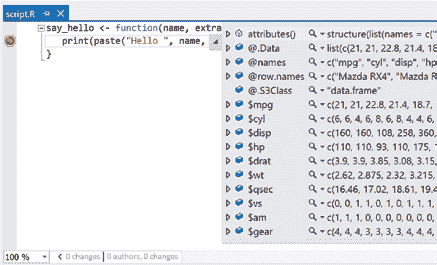 script.R
say_hello <- function(name, extra
print(paste("Hello ", name,
}
attributes() structure(list(names = c("
@.Data list(c(21, 21, 22.8, 21.4, 18.
@names c("mpg", "cyl", "disp", "hp
@row.names c("Mazda RX4", "Mazda R
@.S3Class "data.frame"
$mpg c(21, 21, 22.8, 21.4, 18.7,
$cyl c(6, 6, 4, 6, 8, 6, 8, 4, 4, 6,
$disp c(160, 160, 108, 258, 360,
$hp c(110, 110, 93, 110, 175,
$drat c(3.9, 3.9, 3.85, 3.08, 3.15,
$wt c(2.62, 2.875, 2.32, 3.215,
$qsec c(16.46, 17.02, 18.61, 19.4
$vs c(0, 0, 1, 1, 0, 1, 0, 1, 1, 1,
$am c(1, 1, 1, 0, 0, 0, 0, 0, 0,
$gear c(4, 4, 4, 3, 3, 3, 3, 4, 4, 4,
100 % 0 changes | 0 authors, 0 changes